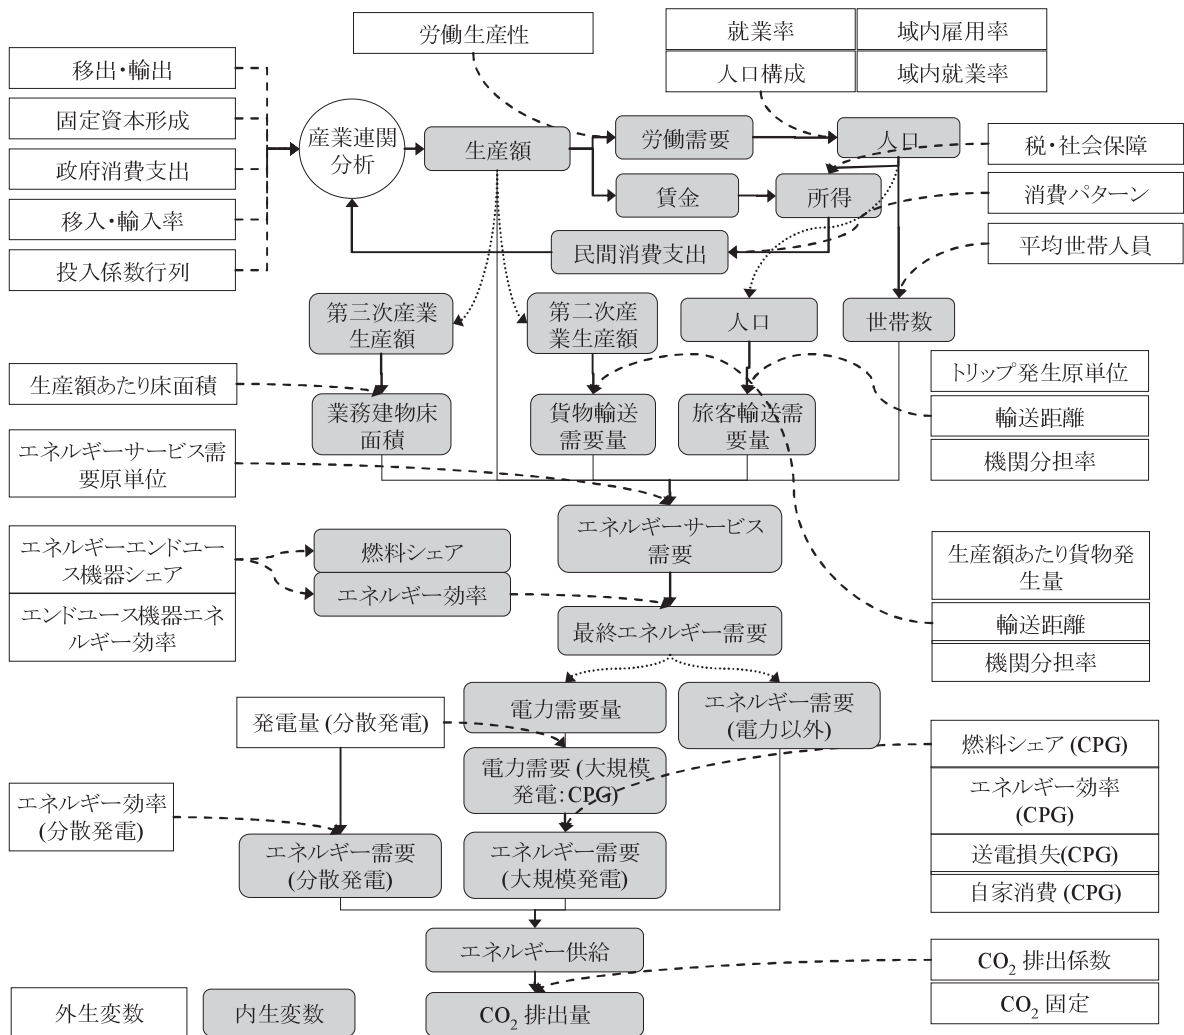 労働生産性
就業率
域内雇用率
人口構成
域内就業率
移出・輸出
固定資本形成
政府消費支出
移入・輸入率
投入係数行列
産業連関
分析
生産額
労働需要
人口
賃金
所得
民間消費支出
税・社会保障
消費パターン
平均世帯人員
第三次産業
生産額
第二次産
業生産額
人口
世帯数
生産額あたり床面積
業務建物床
面積
貨物輸送
需要量
旅客輸送需
要量
トリップ発生原単位
輸送距離
機関分担率
エネルギーサービス需
要原単位
エネルギーサービス
需要
エネルギーエンドユー
ス機器シェア
エンドユース機器エネ
ルギー効率
燃料シェア
エネルギー効率
最終エネルギー需要
生産額あたり貨物発
生量
輸送距離
機関分担率
電力需要量
エネルギー需要
(電力以外)
発電量 (分散発電)
電力需要 (大規模
発電:CPG)
燃料シェア (CPG)
エネルギー効率
(CPG)
送電損失(CPG)
自家消費 (CPG)
エネルギー効率
(分散発電)
エネルギー需要
(分散発電)
エネルギー需要
(大規模発電)
エネルギー供給
CO2 排出量
CO2 排出係数
CO2 固定
外生変数
内生変数